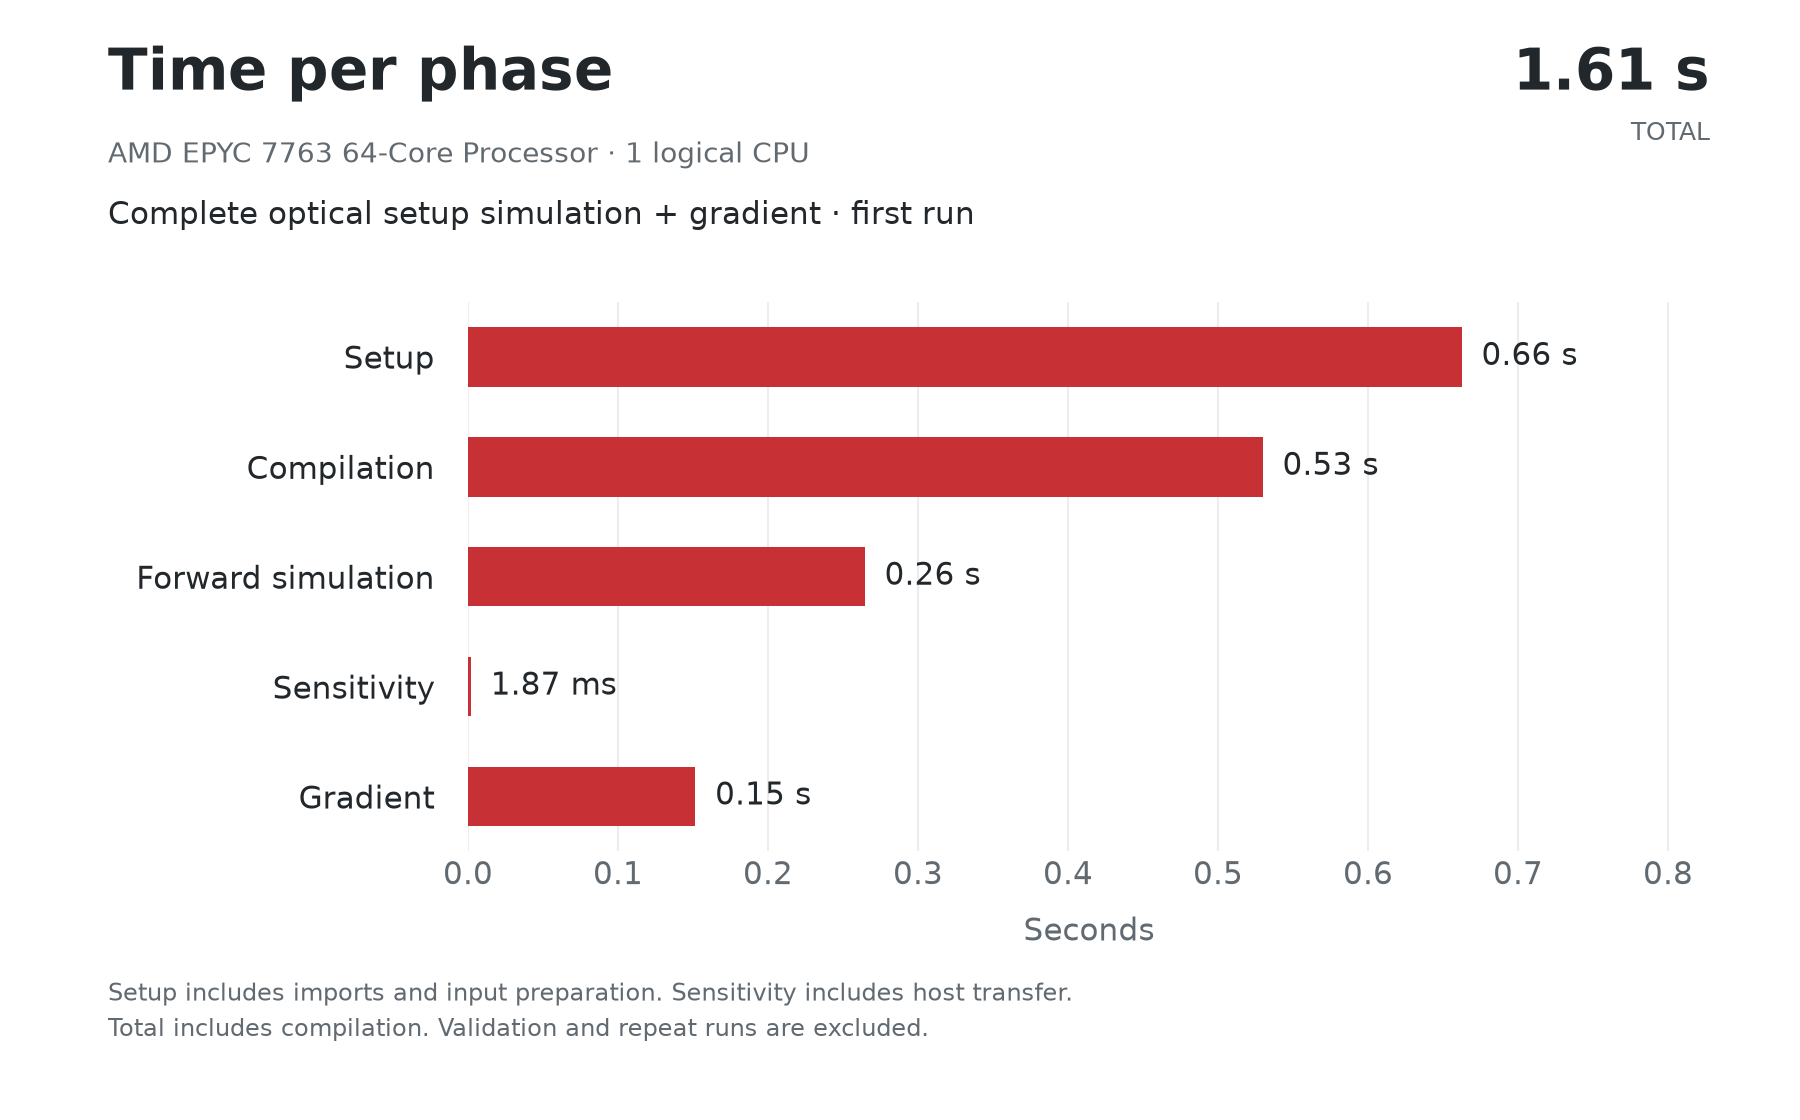 Time per phase
1.61 s
TOTAL
AMD EPYC 7763 64-Core Processor · 1 logical CPU
Complete optical setup simulation + gradient · first run
Setup
0.66 s
Compilation
0.53 s
Forward simulation
0.26 s
Sensitivity
1.87 ms
Gradient
0.15 s
0.0 0.1 0.2 0.3 0.4 0.5 0.6 0.7 0.8
Seconds
Setup includes imports and input preparation. Sensitivity includes host transfer.
Total includes compilation. Validation and repeat runs are excluded.